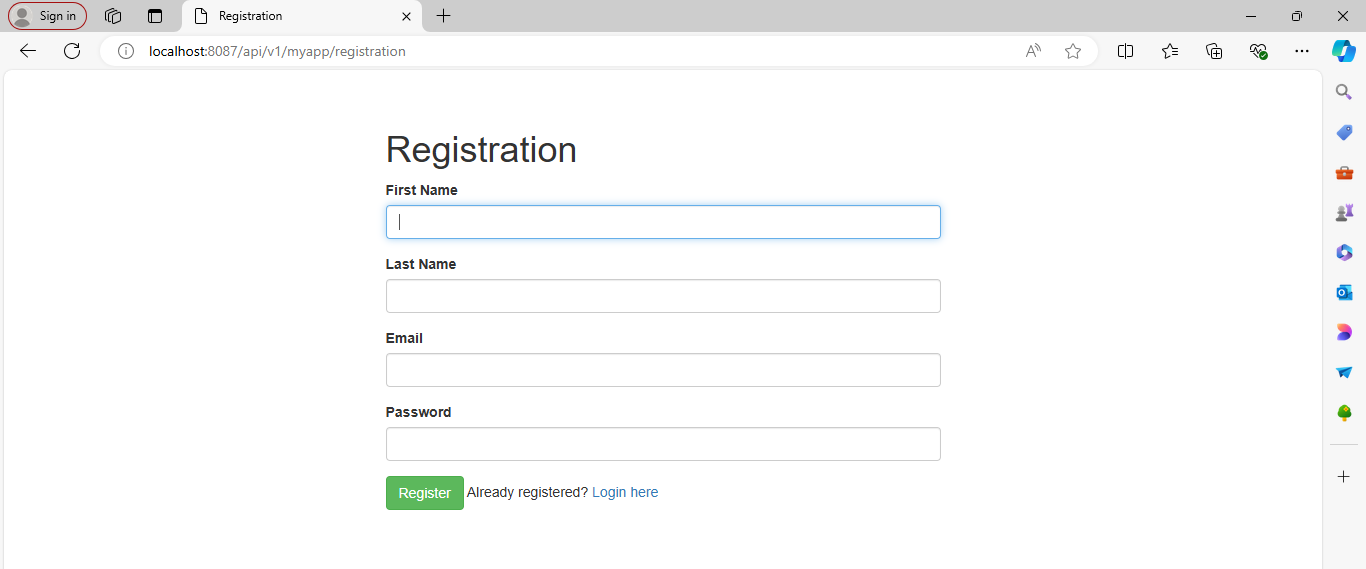 Sign in
Registration
localhost:8087/api/v1/myapp/registration
Registration
First Name
Last Name
Email
Password
Register Already registered? Login here